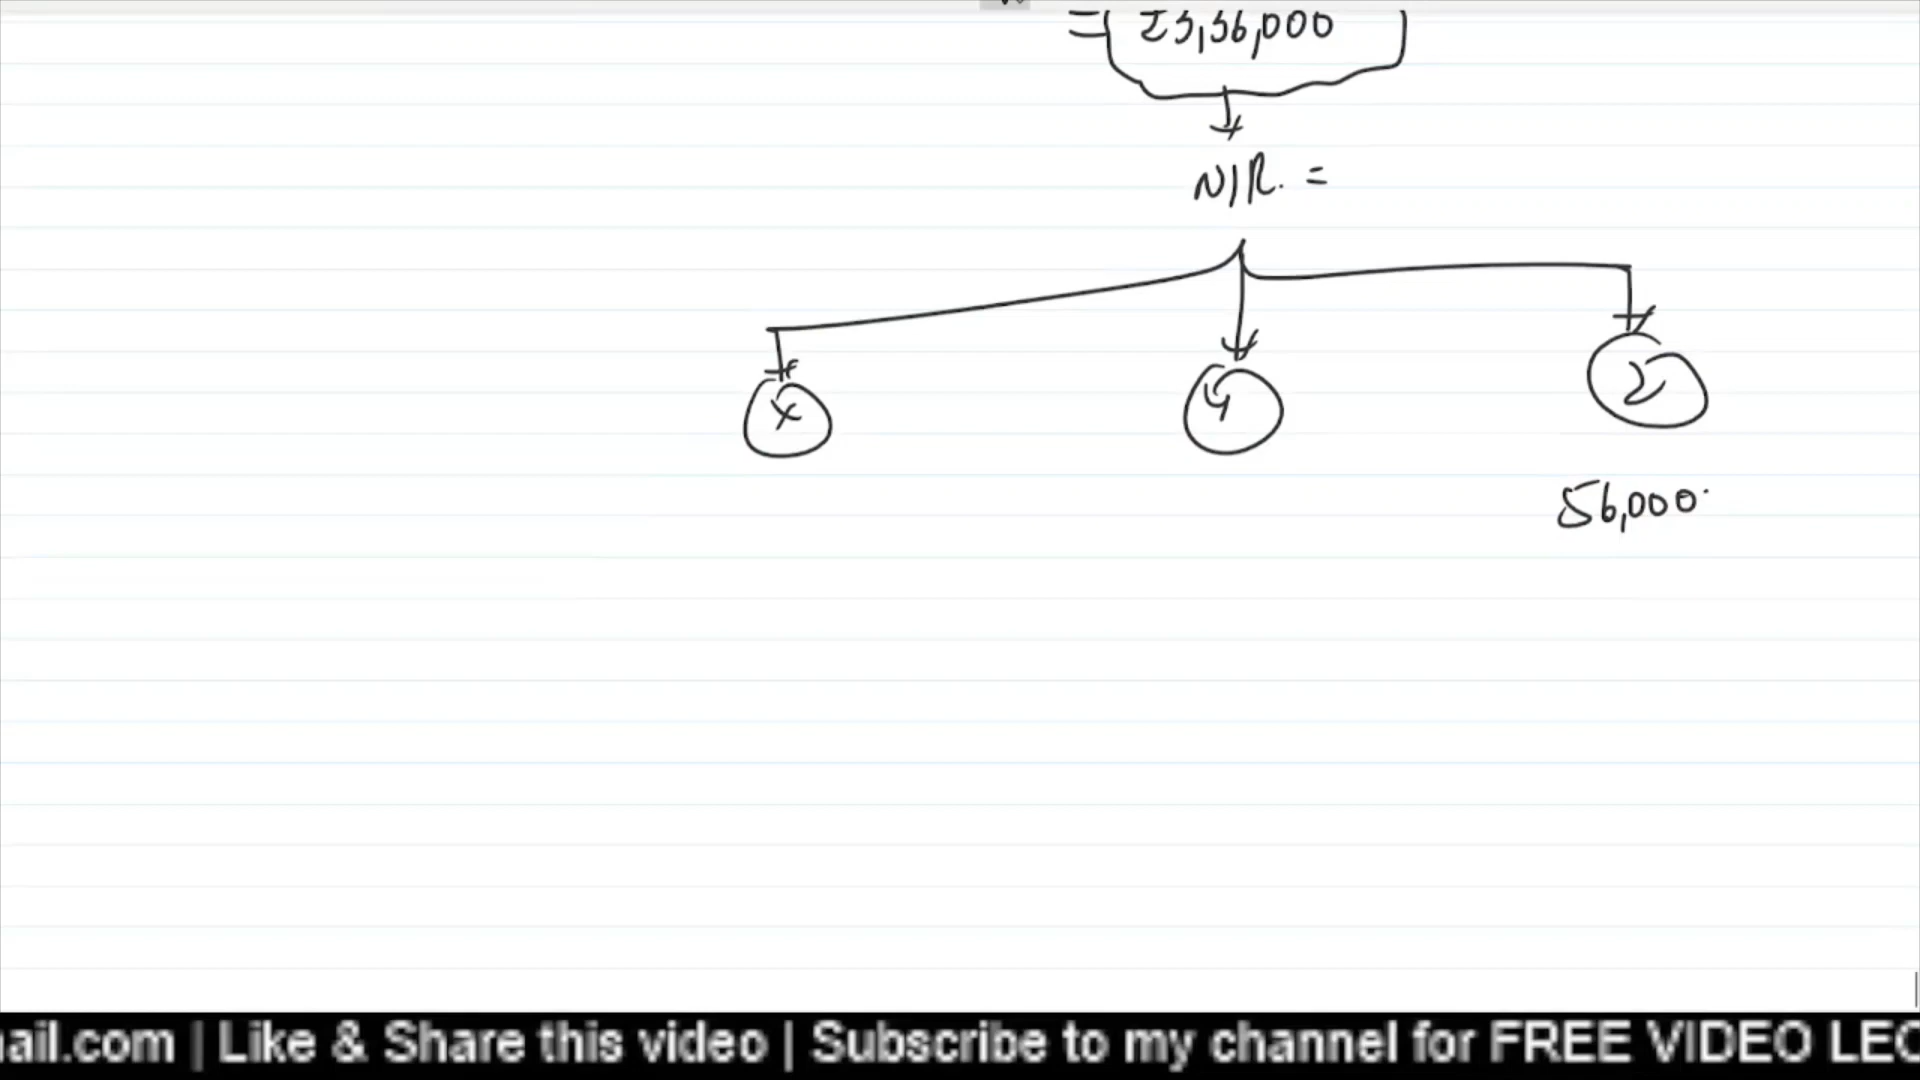 = ₹3,36,000
N/R. =
X Y Z
56,000
ail.com | Like & Share this video | Subscribe to my channel for FREE VIDEO LEC